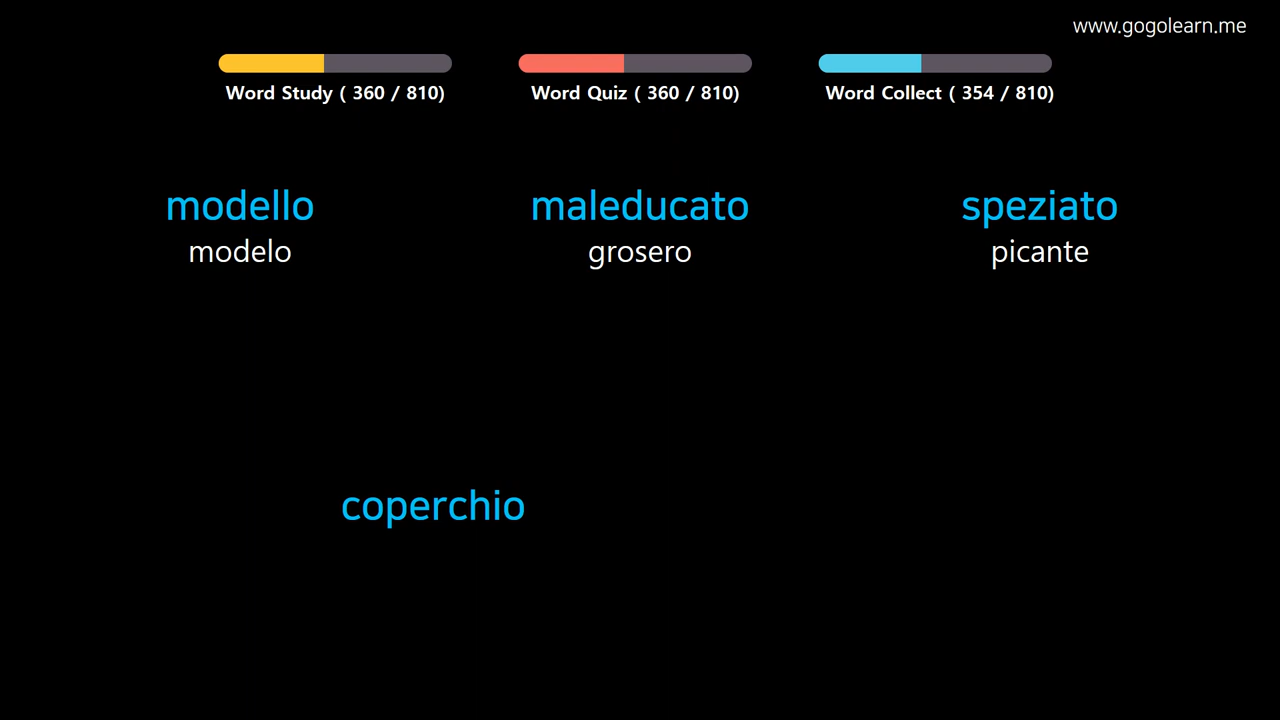 www.gogolearn.me
Word Study ( 360 / 810)
Word Quiz ( 360 / 810)
Word Collect ( 354 / 810)
modello
maleducato
speziato
modelo
grosero
picante
coperchio